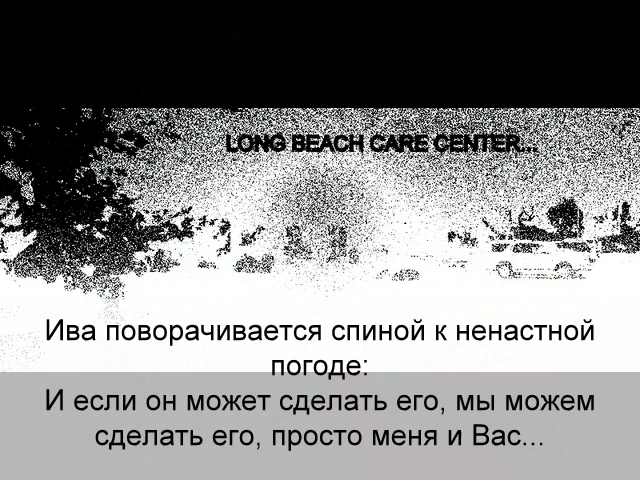 LONG BEACH CARE CENTER...
Ива поворачивается спиной к ненастной
погоде:
И если он может сделать его, мы можем
сделать его, просто меня и Вас...